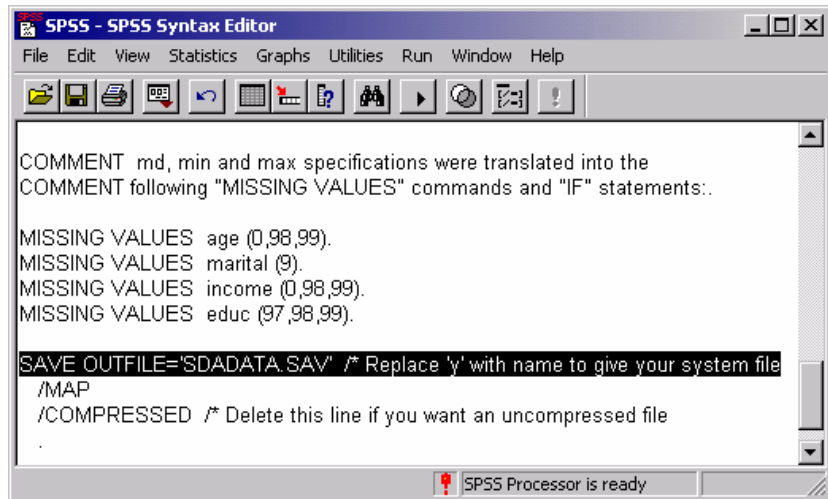 SPSS - SPSS Syntax Editor
File Edit View Statistics Graphs Utilities Run Window Help
COMMENT md, min and max specifications were translated into the
COMMENT following "MISSING VALUES" commands and "IF" statements:.
MISSING VALUES age (0,98,99).
MISSING VALUES marital (9).
MISSING VALUES income (0,98,99).
MISSING VALUES educ (97,98,99).
SAVE OUTFILE='SDADATA.SAV' /* Replace 'y' with name to give your system file
/MAP
/COMPRESSED /* Delete this line if you want an uncompressed file
.
SPSS Processor is ready